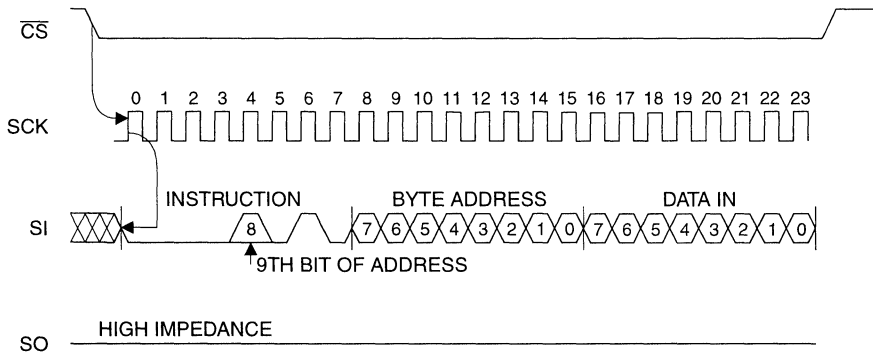 CS
0 1 2 3 4 5 6 7 8 9 10 11 12 13 14 15 16 17 18 19 20 21 22 23
SCK
INSTRUCTION BYTE ADDRESS DATA IN
SI 8 7 6 5 4 3 2 1 0 7 6 5 4 3 2 1 0
9TH BIT OF ADDRESS
HIGH IMPEDANCE
SO